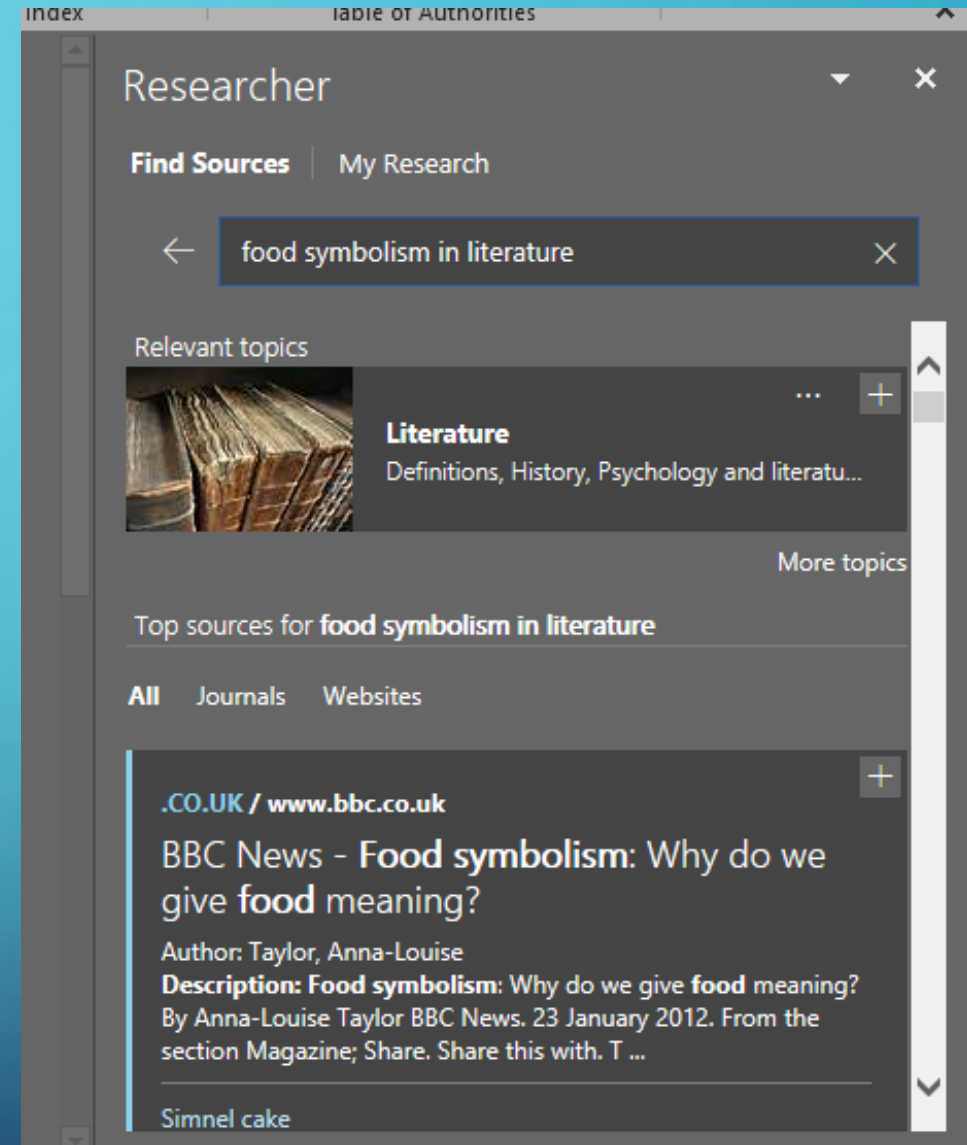 Index Table of Authorities
Researcher
Find Sources My Research
food symbolism in literature
Relevant topics
Literature
Definitions, History, Psychology and literatu...
More topics
Top sources for food symbolism in literature
All Journals Websites
.CO.UK / www.bbc.co.uk
BBC News - Food symbolism: Why do we
give food meaning?
Author: Taylor, Anna-Louise
Description: Food symbolism: Why do we give food meaning?
By Anna-Louise Taylor BBC News. 23 January 2012. From the
section Magazine; Share. Share this with. T ...
Simnel cake